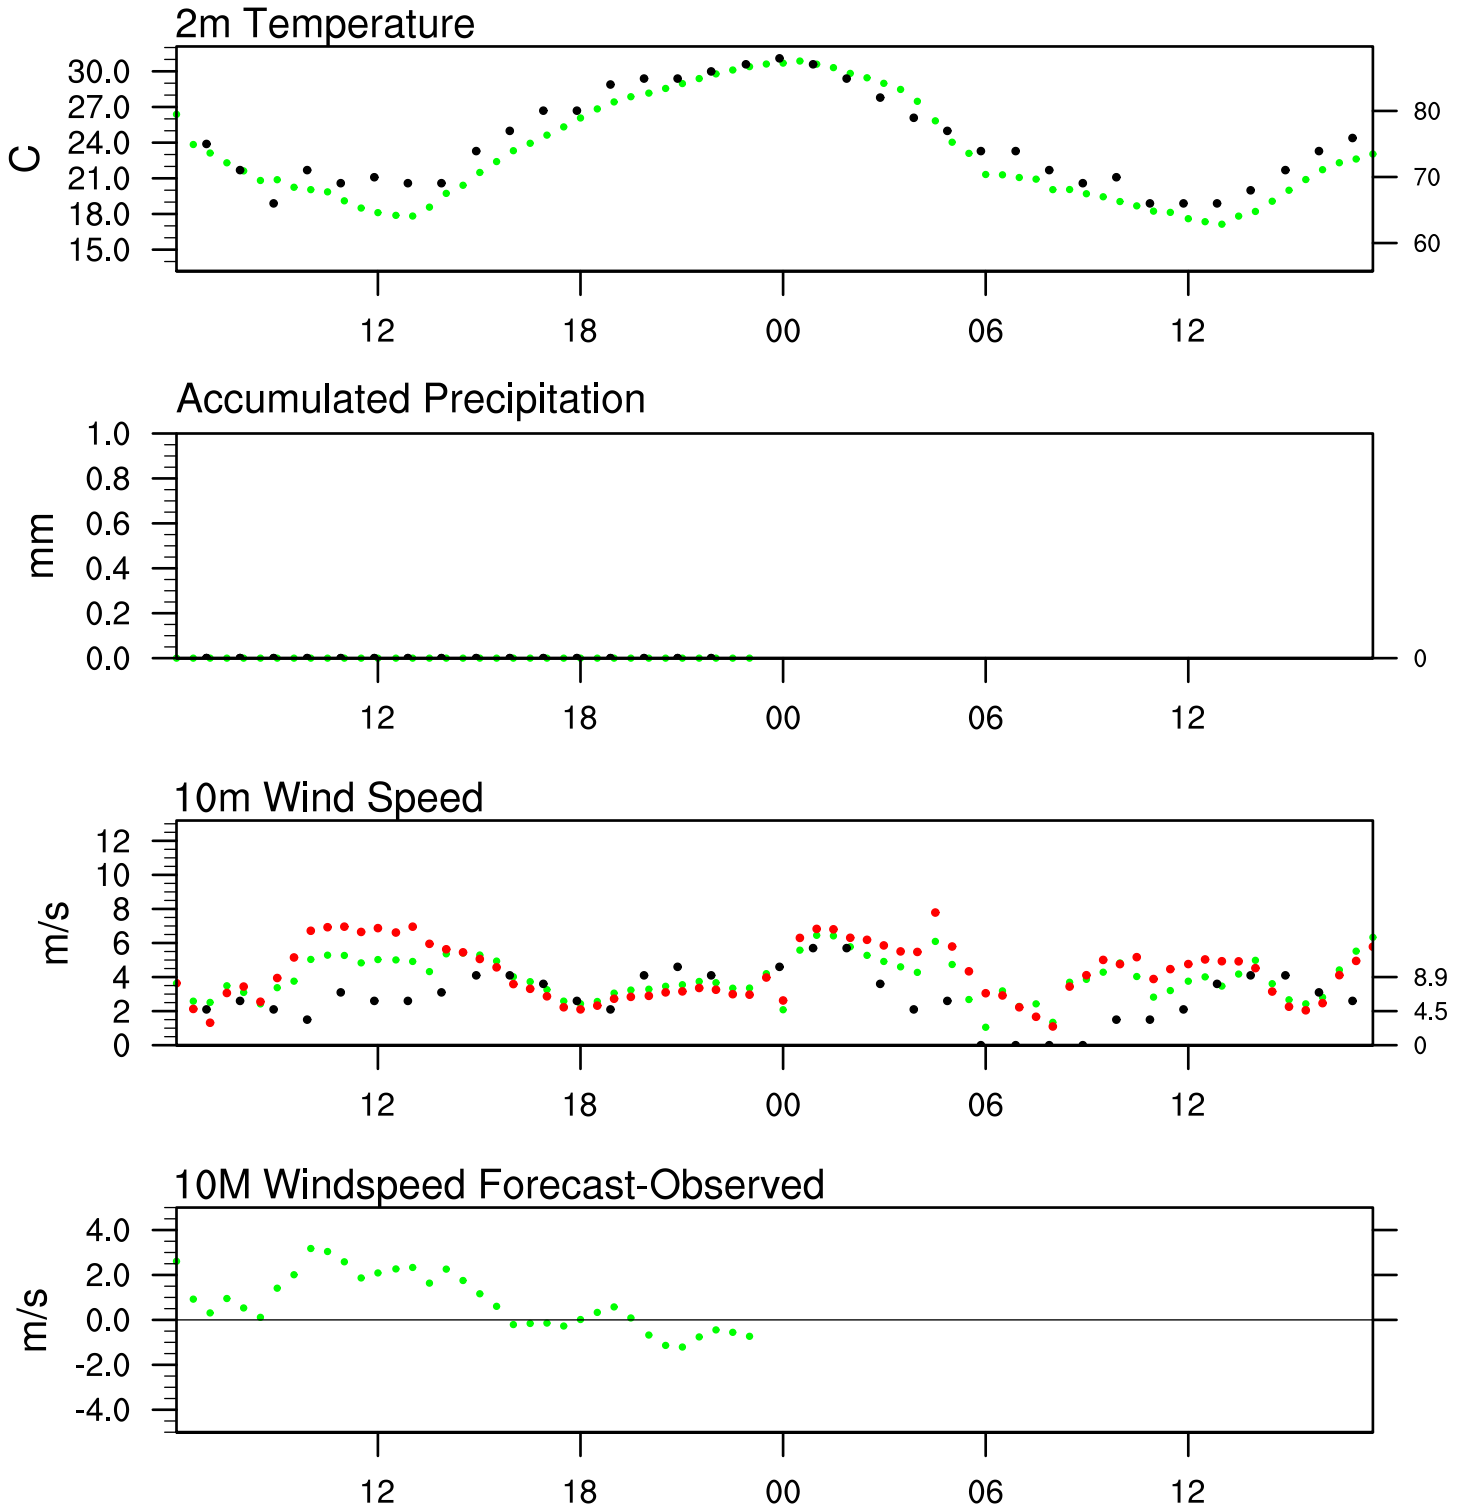 2m Temperature
30.0
27.0
24.0
21.0
18.0
15.0
C
80
70
60
12 18 00 06 12
Accumulated Precipitation
1.0
0.8
0.6
0.4
0.2
0.0
mm
0
12 18 00 06 12
10m Wind Speed
12
10
8
6
4
2
0
m/s
8.9
4.5
0
12 18 00 06 12
10M Windspeed Forecast-Observed
4.0
2.0
0.0
-2.0
-4.0
m/s
12 18 00 06 12